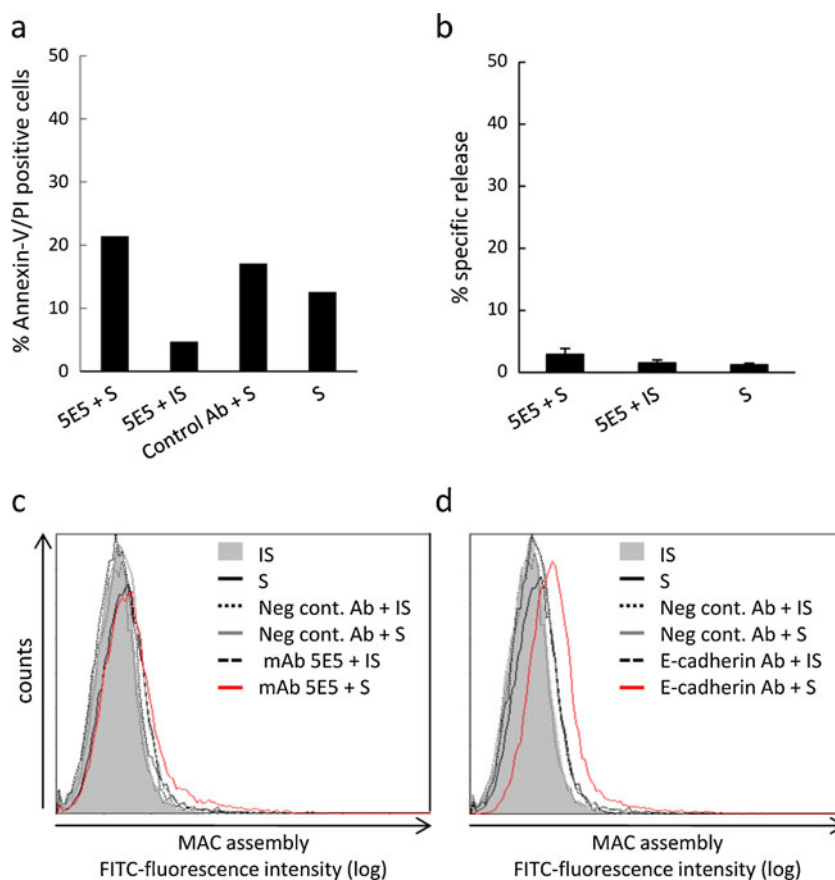 a
% Annexin-V/PI positive cells
50
40
30
20
10
0
5E5 + S
5E5 + IS
Control Ab + S
S
b
% specific release
50
40
30
20
10
0
5E5 + S
5E5 + IS
S
c
counts
IS
S
Neg cont. Ab + IS
Neg cont. Ab + S
mAb 5E5 + IS
mAb 5E5 + S
MAC assembly
FITC-fluorescence intensity (log)
d
IS
S
Neg cont. Ab + IS
Neg cont. Ab + S
E-cadherin Ab + IS
E-cadherin Ab + S
MAC assembly
FITC-fluorescence intensity (log)